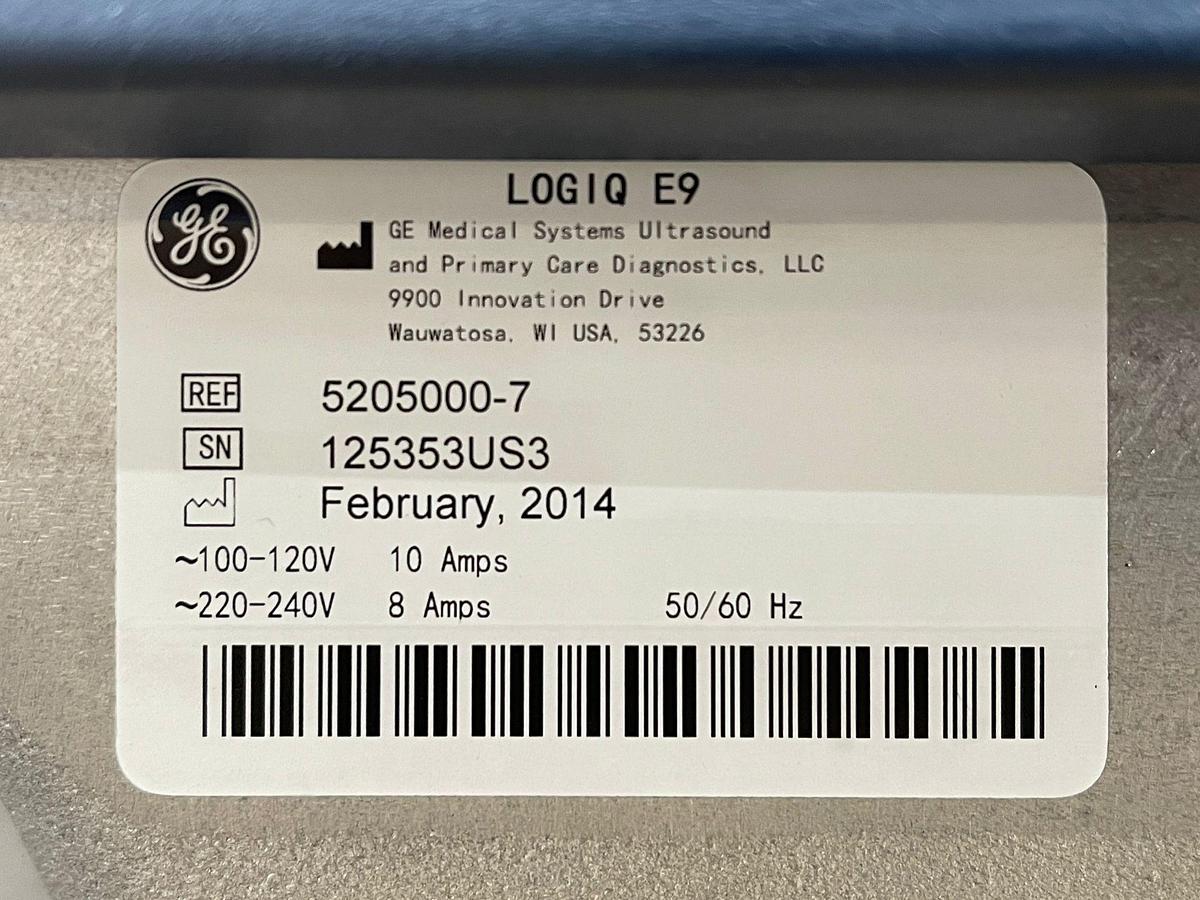 GE
LOGIQ E9
GE Medical Systems Ultrasound
and Primary Care Diagnostics, LLC
9900 Innovation Drive
Wauwatosa, WI USA, 53226
REF 5205000-7
SN 125353US3
February, 2014
~100-120V 10 Amps
~220-240V 8 Amps 50/60 Hz